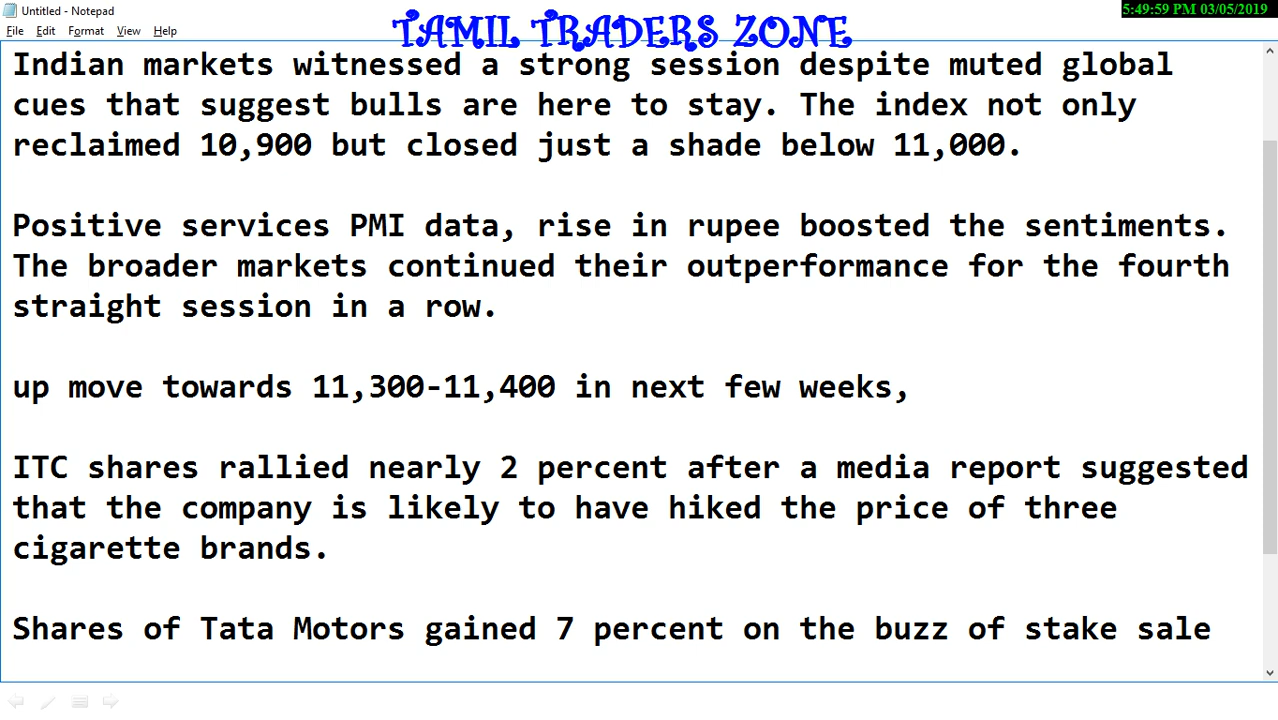 Untitled - Notepad
5:49:59 PM 03/05/2019
TAMIL TRADERS ZONE
File Edit Format View Help
Indian markets witnessed a strong session despite muted global
cues that suggest bulls are here to stay. The index not only
reclaimed 10,900 but closed just a shade below 11,000.
Positive services PMI data, rise in rupee boosted the sentiments.
The broader markets continued their outperformance for the fourth
straight session in a row.
up move towards 11,300-11,400 in next few weeks,
ITC shares rallied nearly 2 percent after a media report suggested
that the company is likely to have hiked the price of three
cigarette brands.
Shares of Tata Motors gained 7 percent on the buzz of stake sale